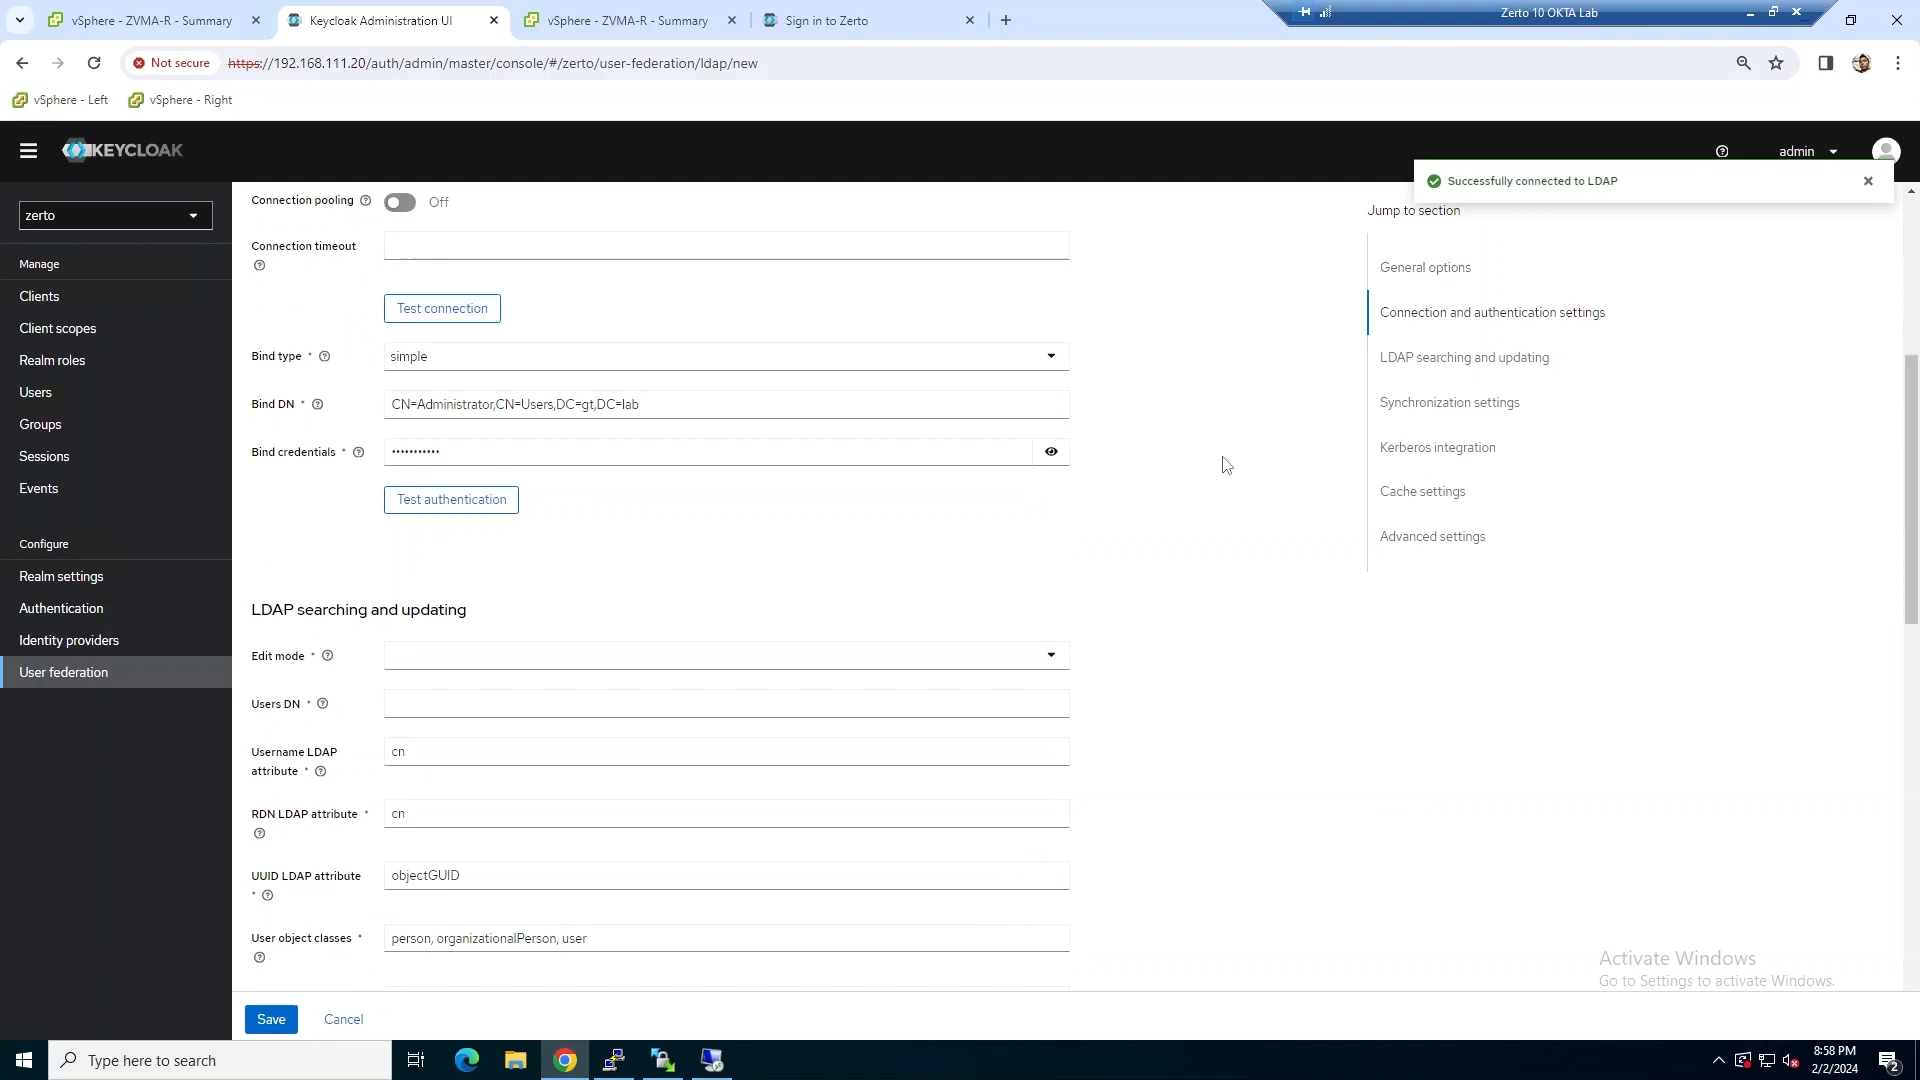 vSphere - ZVMA-R - Summary
Keycloak Administration UI
vSphere - ZVMA-R - Summary
Sign in to Zerto
Zerto 10 OKTA Lab
Not secure
https://192.168.111.20/auth/admin/master/console/#/zerto/user-federation/ldap/new
vSphere - Left
vSphere - Right
KEYCLOAK
admin
Successfully connected to LDAP
zerto
Manage
Clients
Client scopes
Realm roles
Users
Groups
Sessions
Events
Configure
Realm settings
Authentication
Identity providers
User federation
Connection pooling
Off
Connection timeout
Test connection
Bind type *
simple
Bind DN *
CN=Administrator,CN=Users,DC=gt,DC=lab
Bind credentials *
•••••••••••
Test authentication
LDAP searching and updating
Edit mode *
Users DN *
Username LDAP
attribute *
cn
RDN LDAP attribute *
cn
UUID LDAP attribute
*
objectGUID
User object classes *
person, organizationalPerson, user
Save
Cancel
Jump to section
General options
Connection and authentication settings
LDAP searching and updating
Synchronization settings
Kerberos integration
Cache settings
Advanced settings
Activate Windows
Go to Settings to activate Windows.
Type here to search
8:58 PM
2/2/2024
2